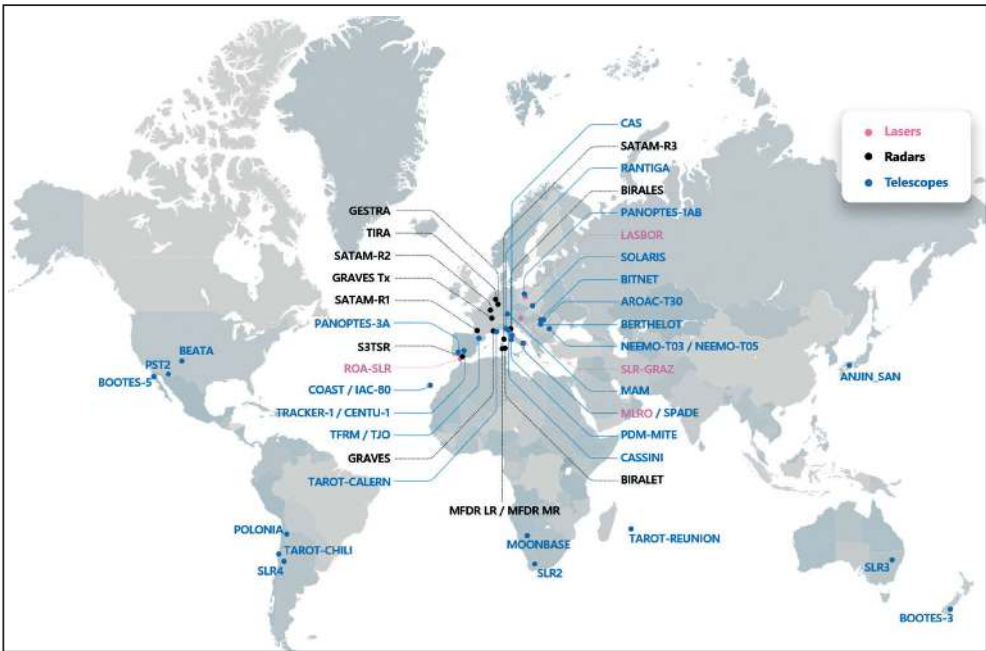 CAS
SATAM-R3
RANTIGA
BIRALES
PANOPTES-1AB
LASBOR
SOLARIS
BITNET
AROAC-T30
BERTHELOT
NEEMO-T03 / NEEMO-T05
SLR-GRAZ
MAM
MLRO / SPADE
PDM-MITE
CASSINI
BIRALET
Lasers
Radars
Telescopes
GESTRA
TIRA
SATAM-R2
GRAVES Tx
SATAM-R1
PANOPTES-3A
S3TSR
ROA-SLR
COAST / IAC-80
TRACKER-1 / CENTU-1
TFRM / TJO
GRAVES
TAROT-CALERN
MFDR LR / MFDR MR
BEATA
PST2
BOOTES-5
ANJIN_SAN
POLONIA
TAROT-CHILI
SLR4
MOONBASE
SLR2
TAROT-REUNION
SLR3
BOOTES-3